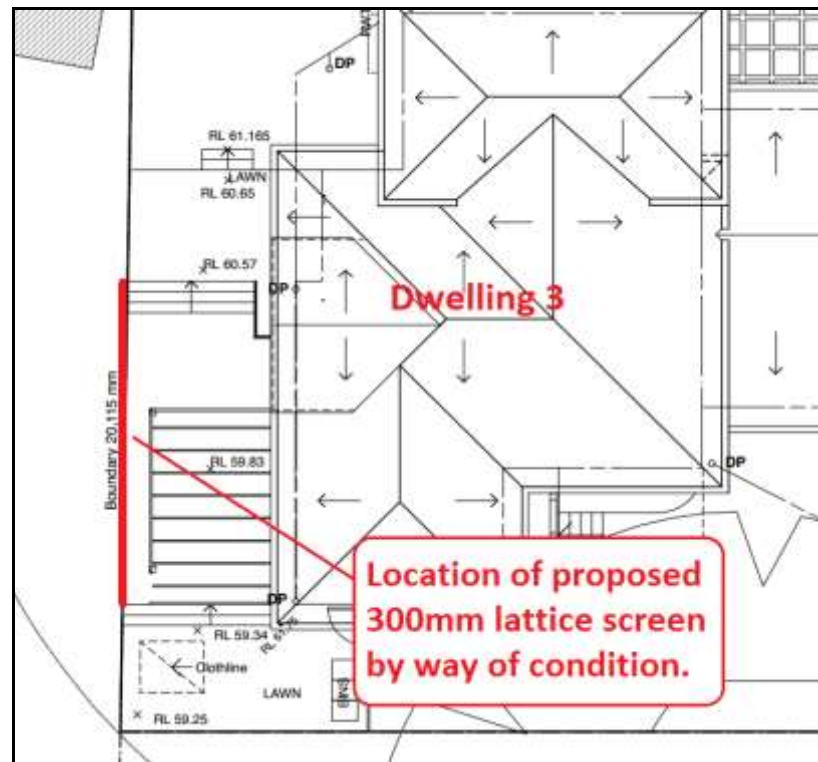 DP
RL 61.165
LAWN
RL 60.65
RL 60.57
DP
Dwelling 3
Boundary 20,115 mm
RL 59.83
DP
Location of proposed
300mm lattice screen
by way of condition.
DP
RL 59.34
Clothline
LAWN
BINS
RL 59.25